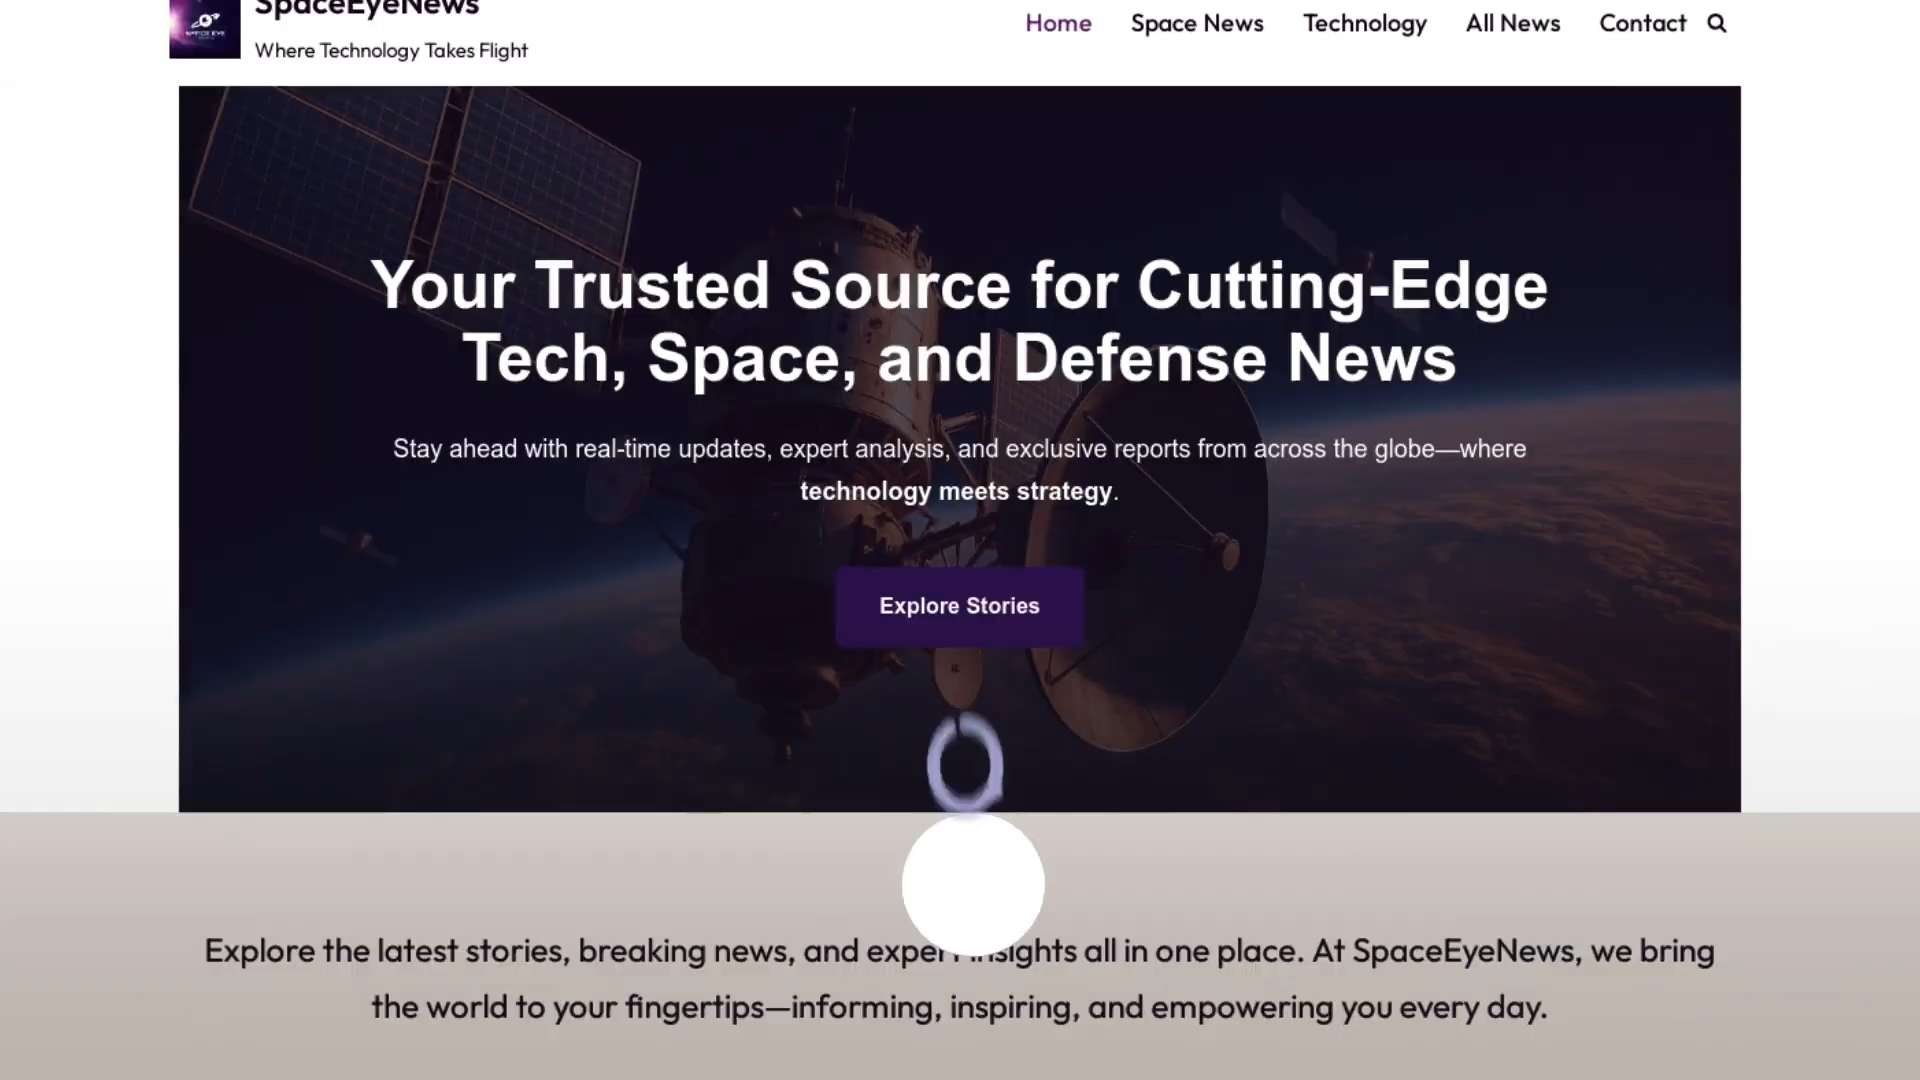 SpaceEyeNews
Where Technology Takes Flight
Home Space News Technology All News Contact
Your Trusted Source for Cutting-Edge
Tech, Space, and Defense News
Stay ahead with real-time updates, expert analysis, and exclusive reports from across the globe—where
technology meets strategy.
Explore Stories
Explore the latest stories, breaking news, and expert insights all in one place. At SpaceEyeNews, we bring
the world to your fingertips—informing, inspiring, and empowering you every day.